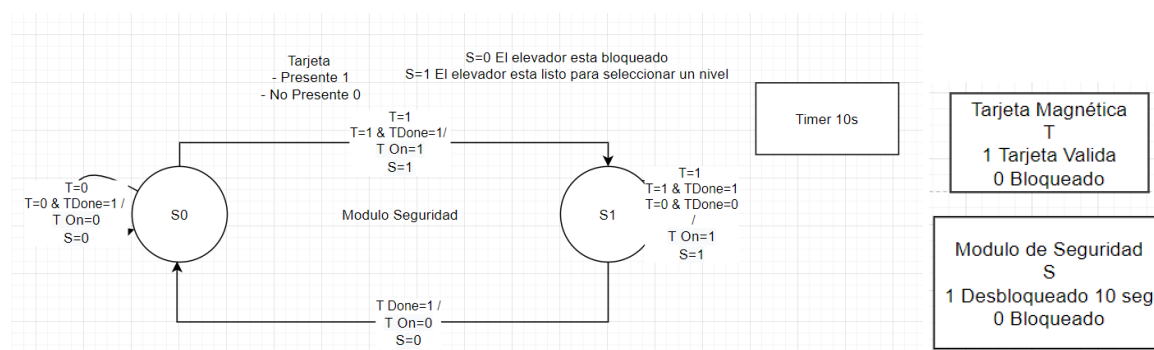 Tarjeta
- Presente 1
- No Presente 0
S=0 El elevador esta bloqueado
S=1 El elevador esta listo para seleccionar un nivel
T=1
T=1 & TDone=1/
T On=1
S=1
Timer 10s
Tarjeta Magnética
T
1 Tarjeta Valida
0 Bloqueado
T=0
T=0 & TDone=1 /
T On=0
S=0
S0
Modulo Seguridad
S1
T=1
T=1 & TDone=1
T=0 & TDone=0
/
T On=1
S=1
Modulo de Seguridad
S
1 Desbloqueado 10 seg
0 Bloqueado
T Done=1 /
T On=0
S=0